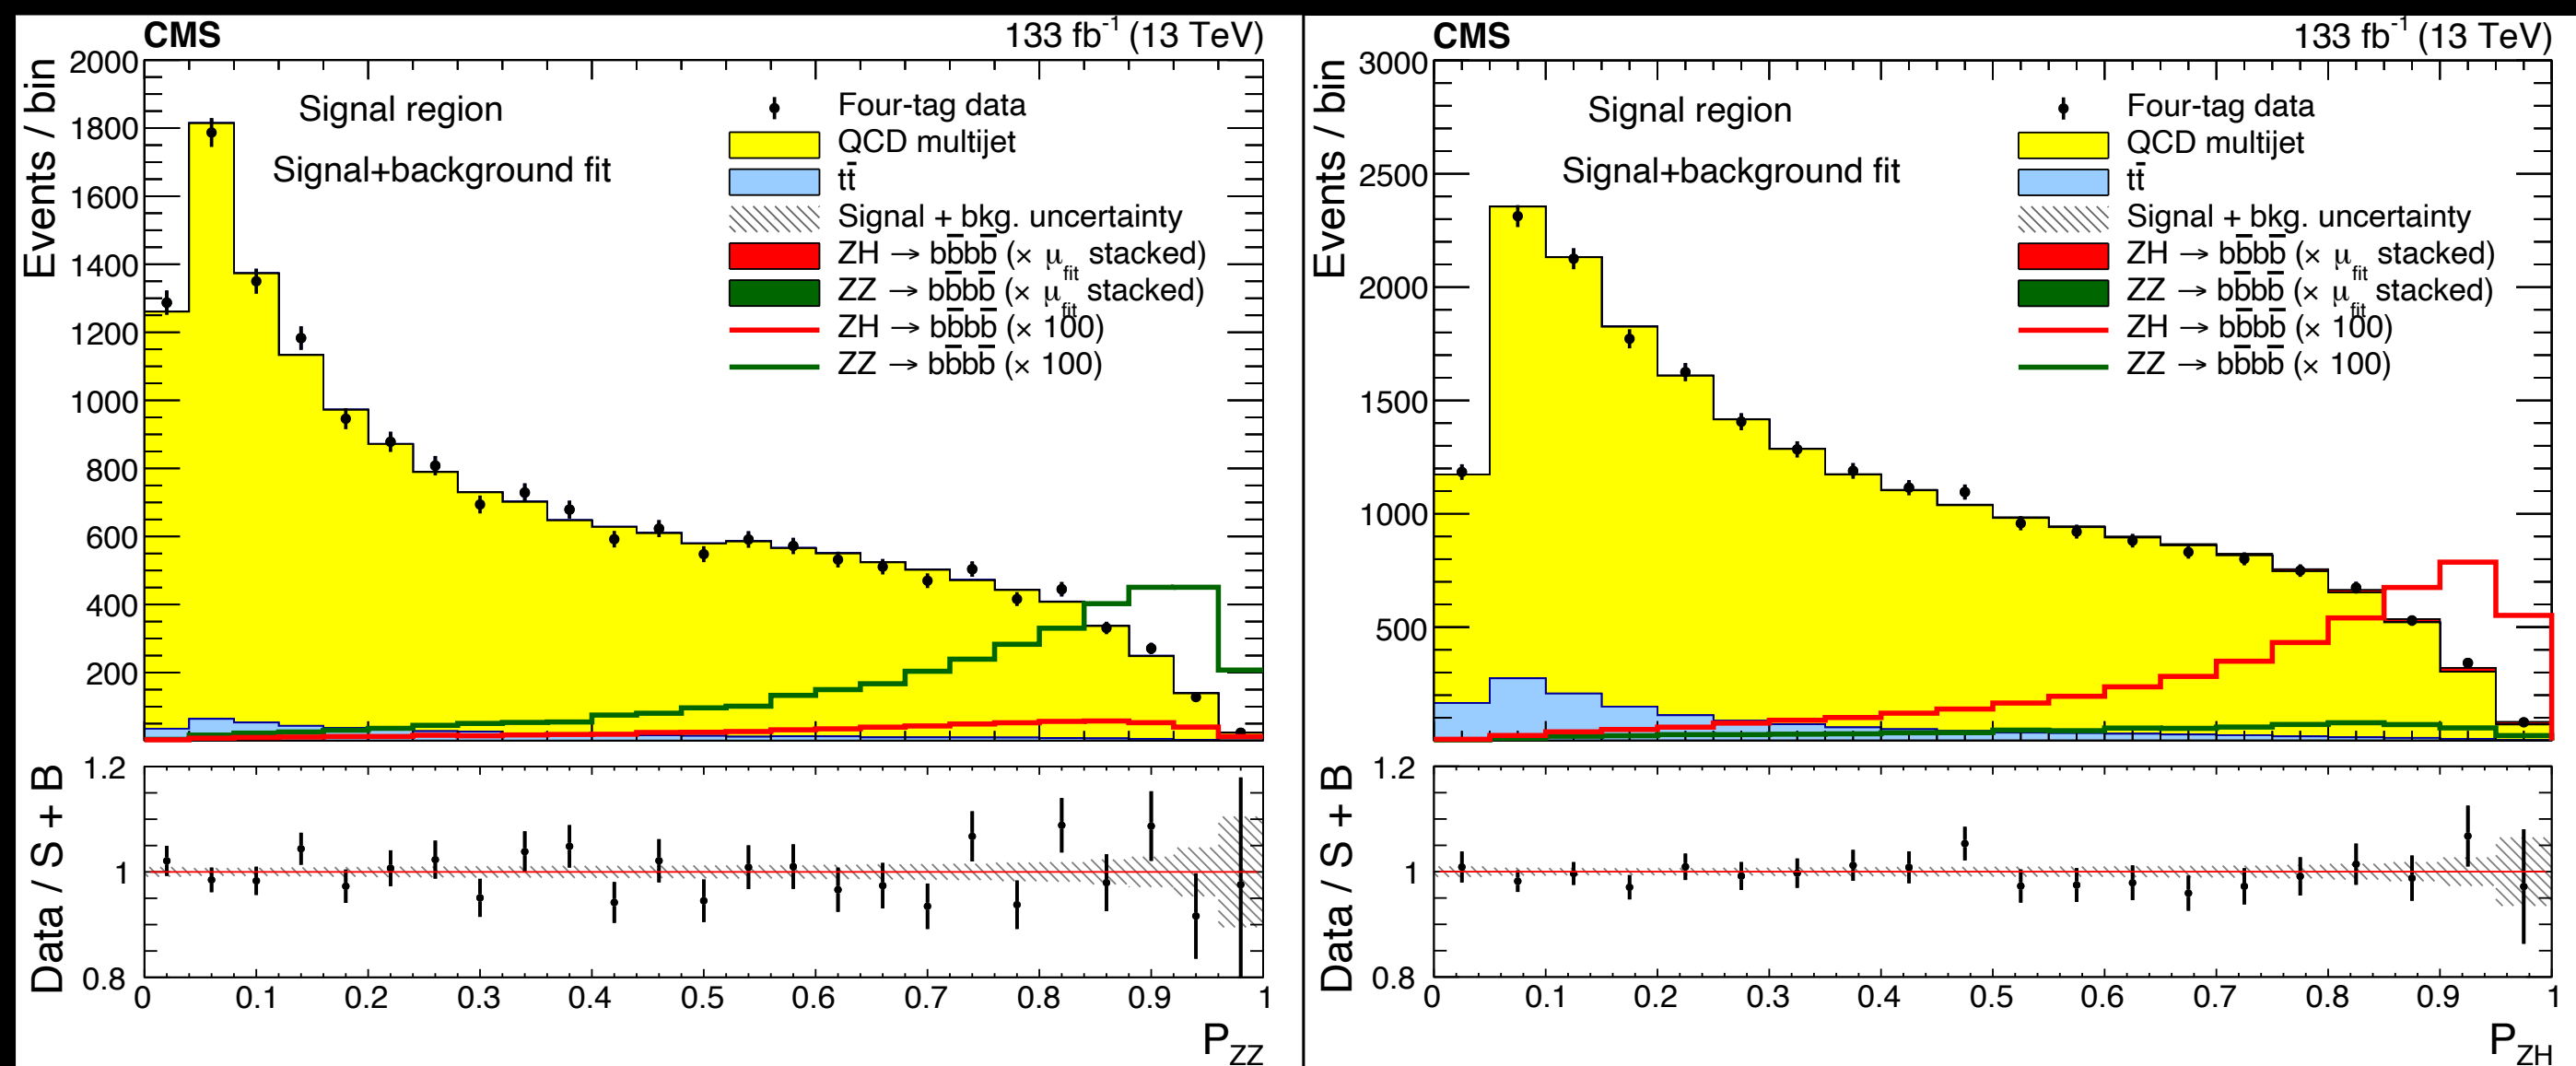 CMS 133 fb⁻¹ (13 TeV)
Events / bin
2000
1800
1600
1400
1200
1000
800
600
400
200
Signal region
Signal+background fit
Four-tag data
QCD multijet
tt̄
Signal + bkg. uncertainty
ZH → bb̄bb̄ (× μfit stacked)
ZZ → bb̄bb̄ (× μfit stacked)
ZH → bb̄bb̄ (× 100)
ZZ → bb̄bb̄ (× 100)
Data / S + B
1.2
1
0.8
0 0.1 0.2 0.3 0.4 0.5 0.6 0.7 0.8 0.9 1
P_ZZ
CMS 133 fb⁻¹ (13 TeV)
Events / bin
3000
2500
2000
1500
1000
500
Signal region
Signal+background fit
Four-tag data
QCD multijet
tt̄
Signal + bkg. uncertainty
ZH → bb̄bb̄ (× μfit stacked)
ZZ → bb̄bb̄ (× μfit stacked)
ZH → bb̄bb̄ (× 100)
ZZ → bb̄bb̄ (× 100)
Data / S + B
1.2
1
0.8
0 0.1 0.2 0.3 0.4 0.5 0.6 0.7 0.8 0.9 1
P_ZH